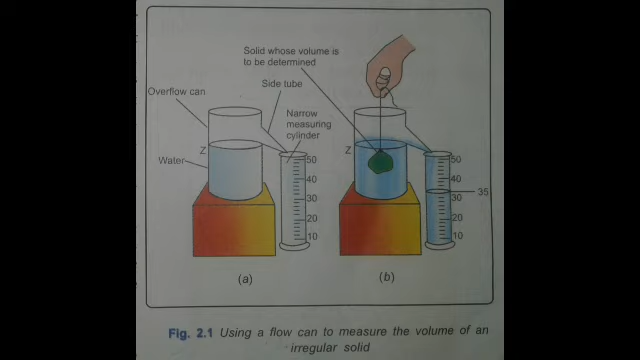 Solid whose volume is
to be determined
Side tube
Overflow can
Narrow
measuring
cylinder
Z
Water
50
40
30
20
10
(a)
Z
50
40
35
30
20
10
(b)
Fig. 2.1 Using a flow can to measure the volume of an
irregular solid